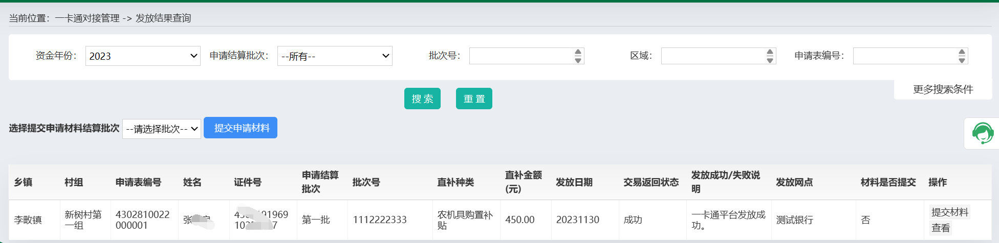 当前位置：一卡通对接管理 -> 发放结果查询
资金年份： 2023 申请结算批次： --所有-- 批次号： 区域： 申请表编号：
更多搜索条件
搜 索 重 置
选择提交申请材料结算批次 --请选择批次-- 提交申请材料
乡镇 村组 申请表编号 姓名 证件号 申请结算批次 批次号 直补种类 直补金额(元) 发放日期 交易返回状态 发放成功/失败说明 发放网点 材料是否提交 操作
李畋镇 新树村第一组 4302810022000001 张 第一批 1112222333 农机具购置补贴 450.00 20231130 成功 一卡通平台发放成功。 测试银行 否 提交材料
查看